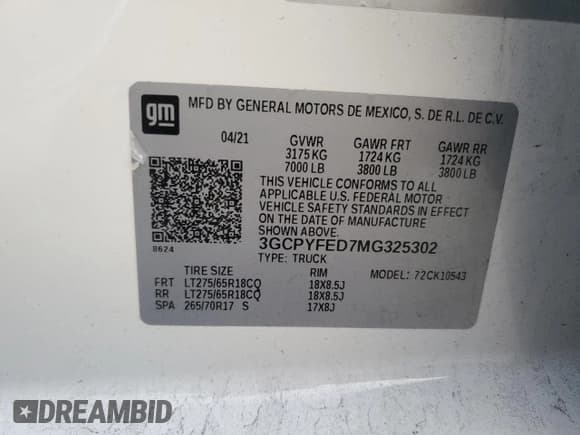 gm
MFD BY GENERAL MOTORS DE MEXICO, S. DE R.L. DE C.V.
04/21 GVWR GAWR FRT GAWR RR
3175 KG 1724 KG 1724 KG
7000 LB 3800 LB 3800 LB
THIS VEHICLE CONFORMS TO ALL
APPLICABLE U.S. FEDERAL MOTOR
VEHICLE SAFETY STANDARDS IN EFFECT
ON THE DATE OF MANUFACTURE
SHOWN ABOVE.
8624
3GCPYFED7MG325302
TYPE: TRUCK
MODEL: 72CK10543
TIRE SIZE RIM
FRT LT275/65R18CQ 18X8.5J
RR LT275/65R18CQ 18X8.5J
SPA 265/70R17 S 17X8J
DREAMBID